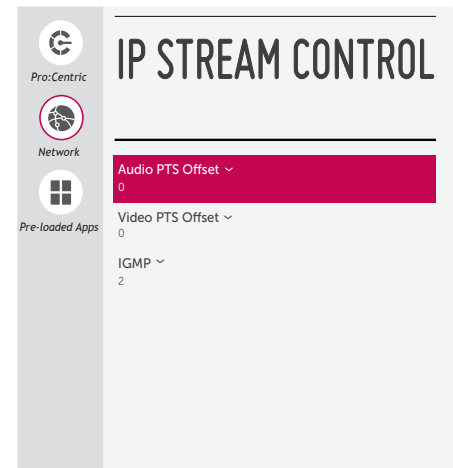 Pro:Centric
Network
Pre-loaded Apps
IP STREAM CONTROL
Audio PTS Offset
0
Video PTS Offset
0
IGMP
2